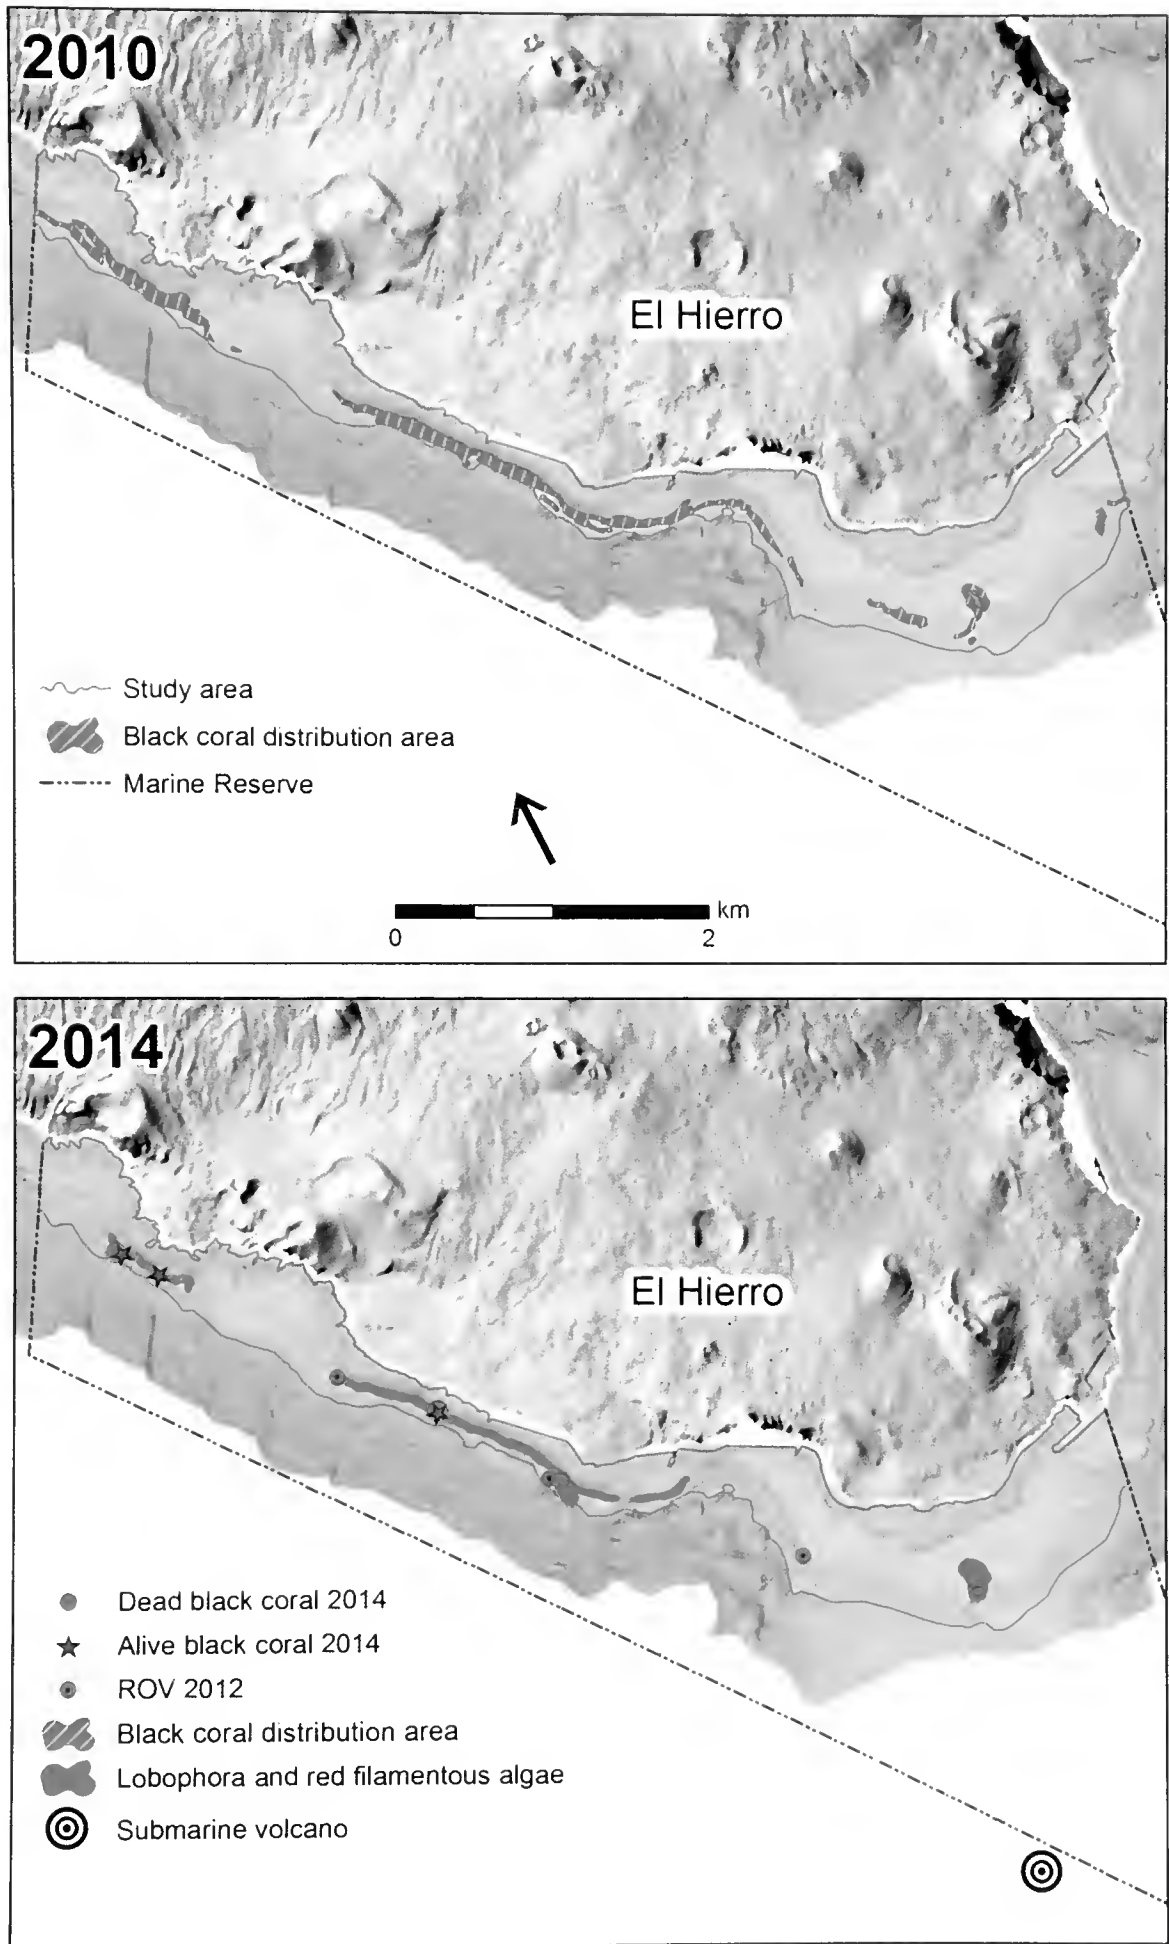 2010
El Hierro
Study area
Black coral distribution area
Marine Reserve
km
0 2
2014
El Hierro
Dead black coral 2014
Alive black coral 2014
ROV 2012
Black coral distribution area
Lobophora and red filamentous algae
Submarine volcano